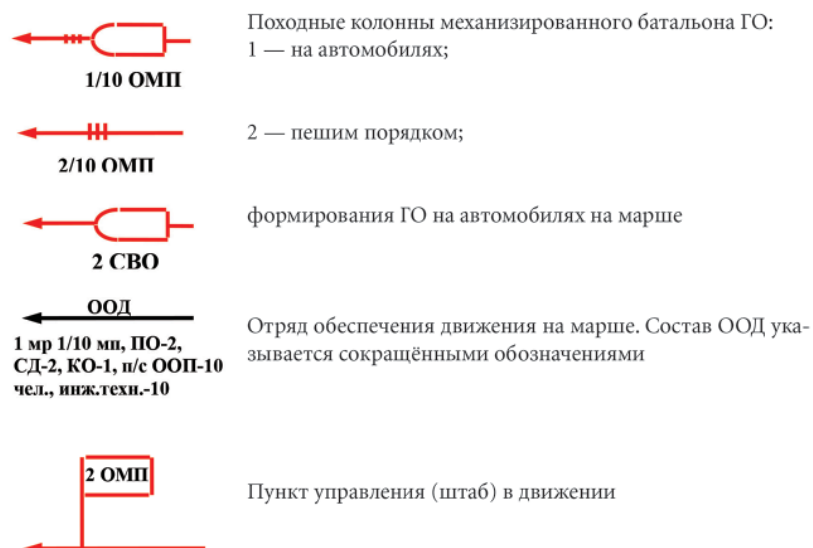 Походные колонны механизированного батальона ГО:
1 — на автомобилях;
1/10 ОМП
2 — пешим порядком;
2/10 ОМП
формирования ГО на автомобилях на марше
2 СВО
ООД
1 мр 1/10 мп, ПО-2,
СД-2, КО-1, п/с ООП-10
чел., инж.техн.-10
Отряд обеспечения движения на марше. Состав ООД ука-
зывается сокращёнными обозначениями
2 ОМП
Пункт управления (штаб) в движении